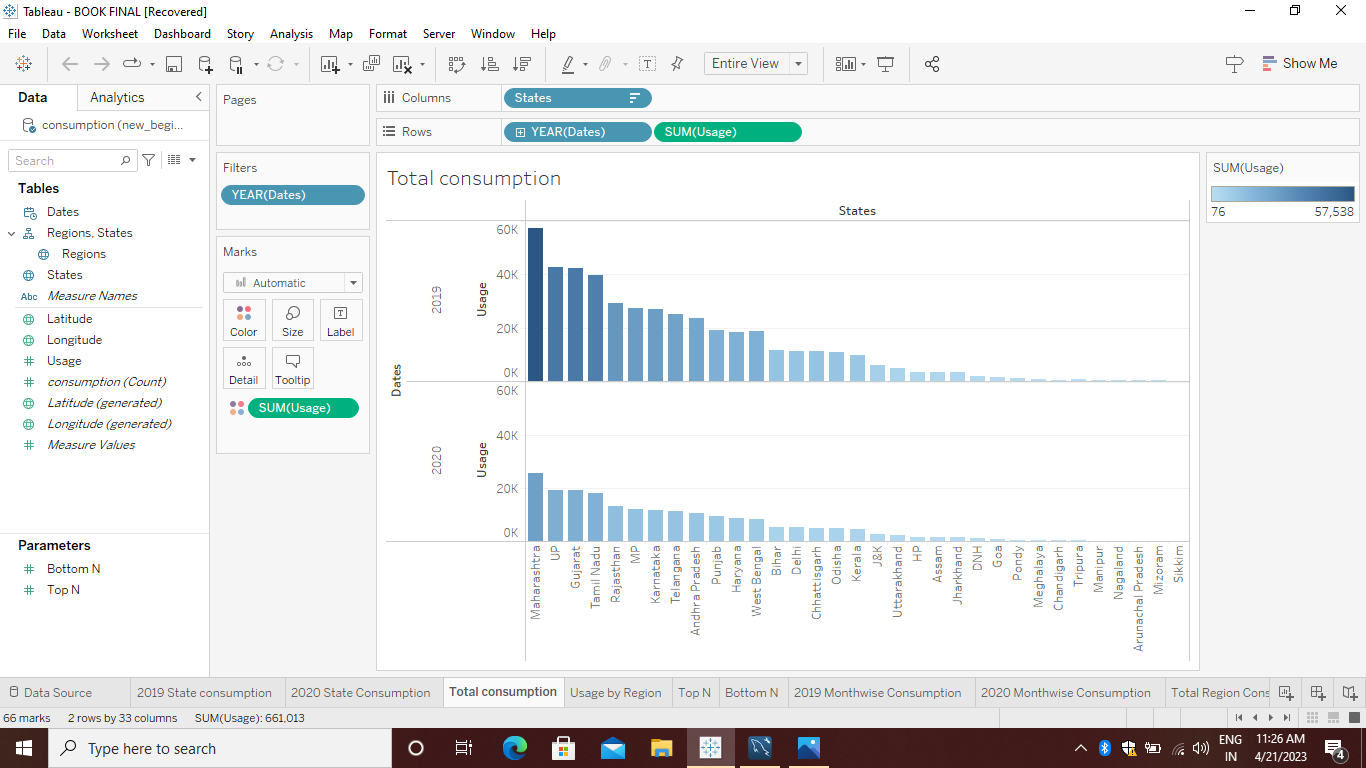 Tableau - BOOK FINAL [Recovered]
File Data Worksheet Dashboard Story Analysis Map Format Server Window Help
Entire View
Show Me
Data Analytics
consumption (new_begi...
Search
Tables
Dates
Regions, States
Regions
States
Abc Measure Names
Latitude
Longitude
Usage
consumption (Count)
Latitude (generated)
Longitude (generated)
Measure Values
Parameters
Bottom N
Top N
Pages
Filters
YEAR(Dates)
Marks
Automatic
Color Size Label
Detail Tooltip
SUM(Usage)
Columns States
Rows YEAR(Dates) SUM(Usage)
Total consumption
States
Dates
2019
Usage
60K
40K
20K
0K
2020
Usage
60K
40K
20K
0K
Maharashtra
UP
Gujarat
Tamil Nadu
Rajasthan
MP
Karnataka
Telangana
Andhra Pradesh
Punjab
Haryana
West Bengal
Bihar
Delhi
Chhattisgarh
Odisha
Kerala
J&K
Uttarakhand
HP
Assam
Jharkhand
DNH
Goa
Pondy
Meghalaya
Chandigarh
Tripura
Manipur
Nagaland
Arunachal Pradesh
Mizoram
Sikkim
SUM(Usage)
76 57,538
Data Source 2019 State consumption 2020 State Consumption Total consumption Usage by Region Top N Bottom N 2019 Monthwise Consumption 2020 Monthwise Consumption Total Region Cons
66 marks 2 rows by 33 columns SUM(Usage): 661,013
Type here to search
ENG
IN
11:26 AM
4/21/2023
4